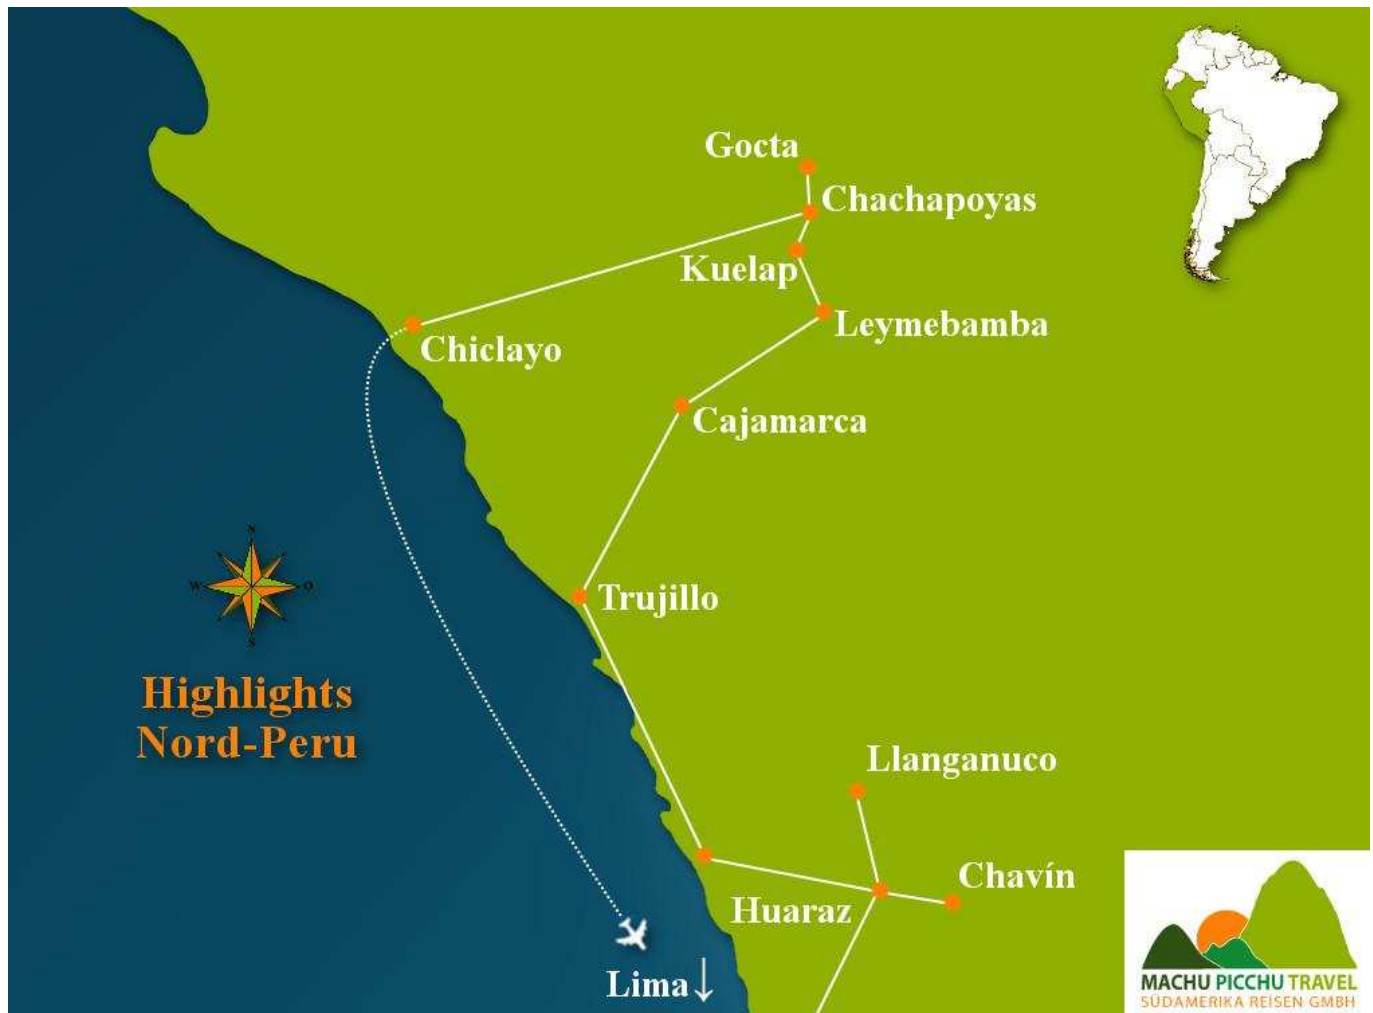 Gocta
Chachapoyas
Kuelap
Leymebamba
Chiclayo
Cajamarca
N
W
O
S
Trujillo
Highlights
Nord-Peru
Llanganuco
Chavín
Huaraz
Lima
MACHU PICCHU TRAVEL
SÜDAMERIKA REISEN GMBH